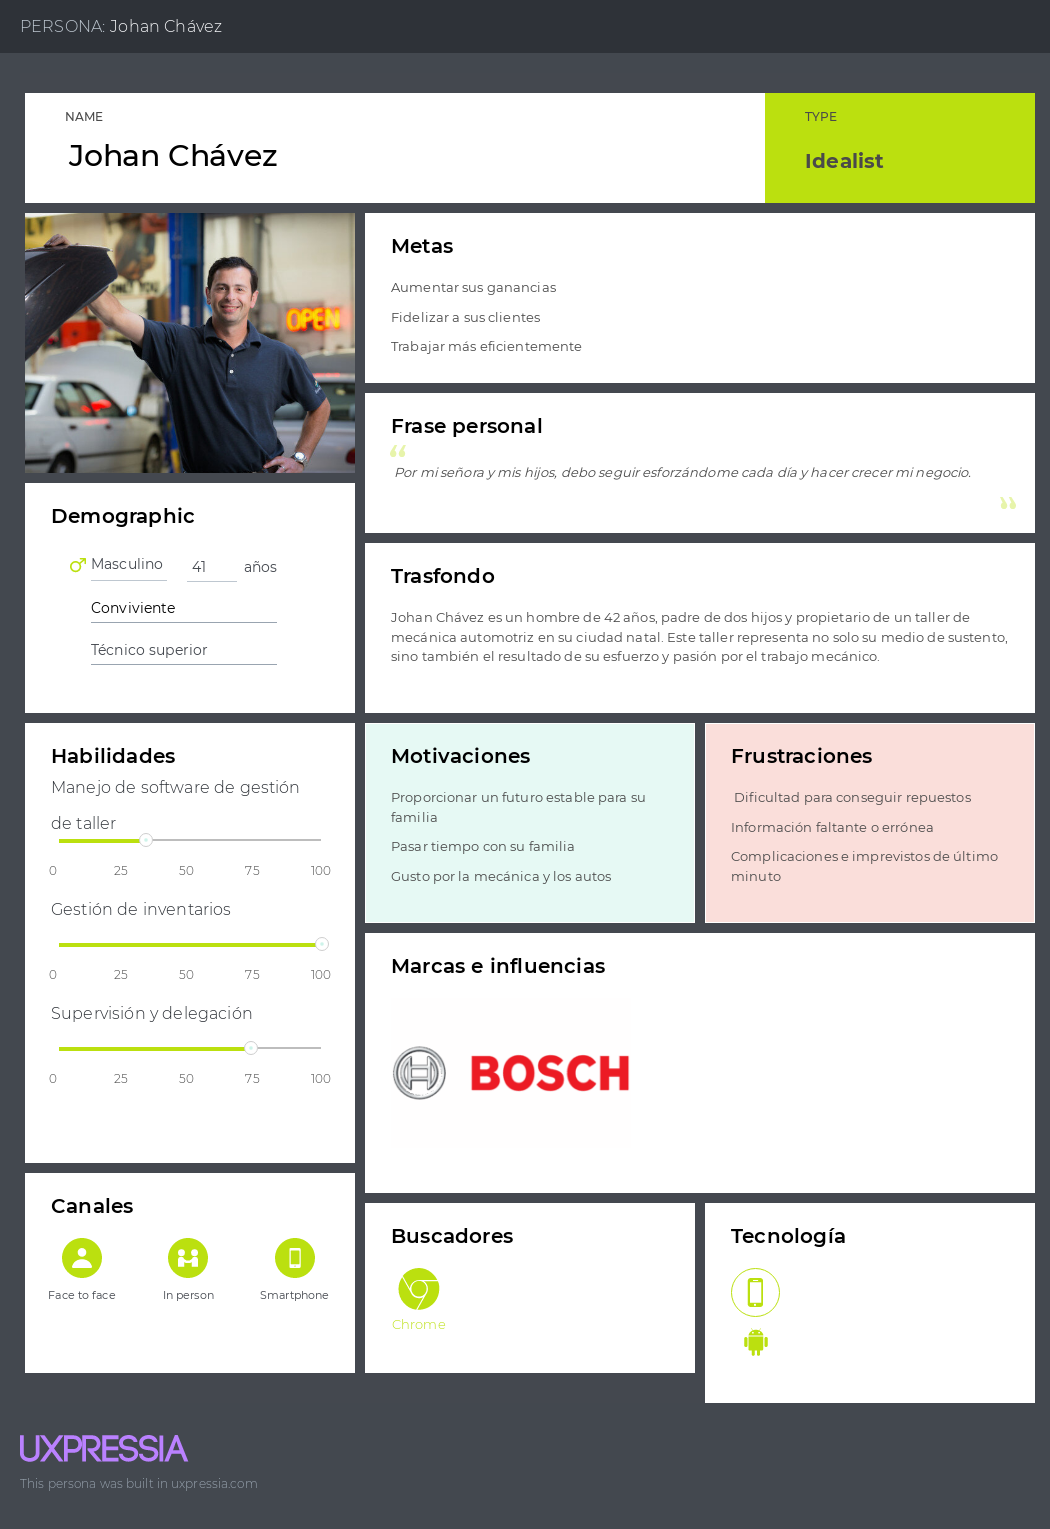 PERSONA: Johan Chávez
NAME
Johan Chávez
TYPE
Idealist
OPEN
Metas
Aumentar sus ganancias
Fidelizar a sus clientes
Trabajar más eficientemente
Frase personal
“
Por mi señora y mis hijos, debo seguir esforzándome cada día y hacer crecer mi negocio.
”
Demographic
Masculino 41 años
Conviviente
Técnico superior
Trasfondo
Johan Chávez es un hombre de 42 años, padre de dos hijos y propietario de un taller de
mecánica automotriz en su ciudad natal. Este taller representa no solo su medio de sustento,
sino también el resultado de su esfuerzo y pasión por el trabajo mecánico.
Habilidades
Manejo de software de gestión
de taller
0 25 50 75 100
Gestión de inventarios
0 25 50 75 100
Supervisión y delegación
0 25 50 75 100
Motivaciones
Proporcionar un futuro estable para su
familia
Pasar tiempo con su familia
Gusto por la mecánica y los autos
Frustraciones
Dificultad para conseguir repuestos
Información faltante o errónea
Complicaciones e imprevistos de último
minuto
Marcas e influencias
BOSCH
Canales
Face to face In person Smartphone
Buscadores
Chrome
Tecnología
UXPRESSIA
This persona was built in uxpressia.com